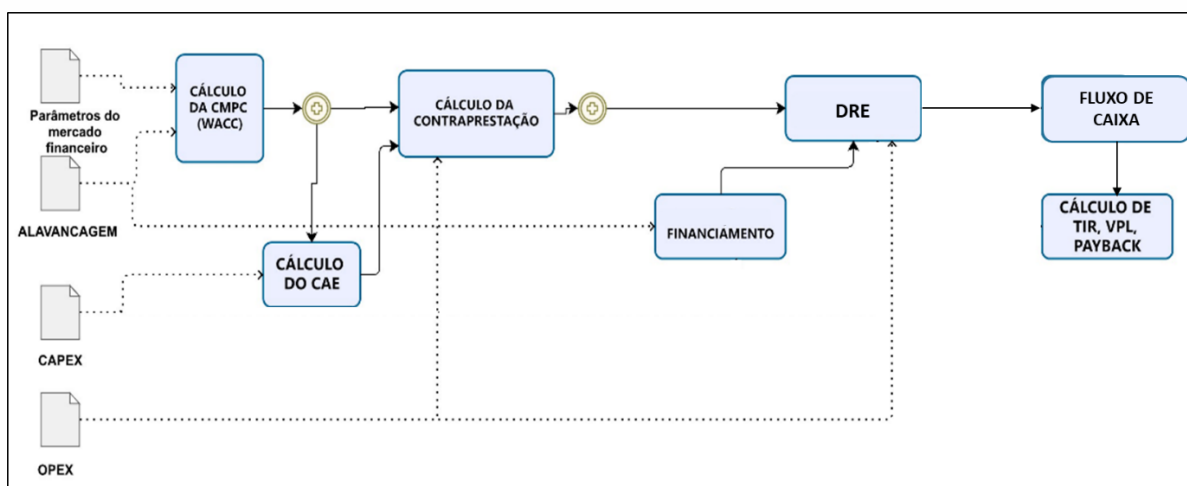 Parâmetros do
mercado
financeiro
ALAVANCAGEM
CAPEX
OPEX
CÁLCULO
DA CMPC
(WACC)
CÁLCULO
DO CAE
CÁLCULO DA
CONTRAPRESTAÇÃO
FINANCIAMENTO
DRE
FLUXO DE
CAIXA
CÁLCULO DE
TIR, VPL,
PAYBACK